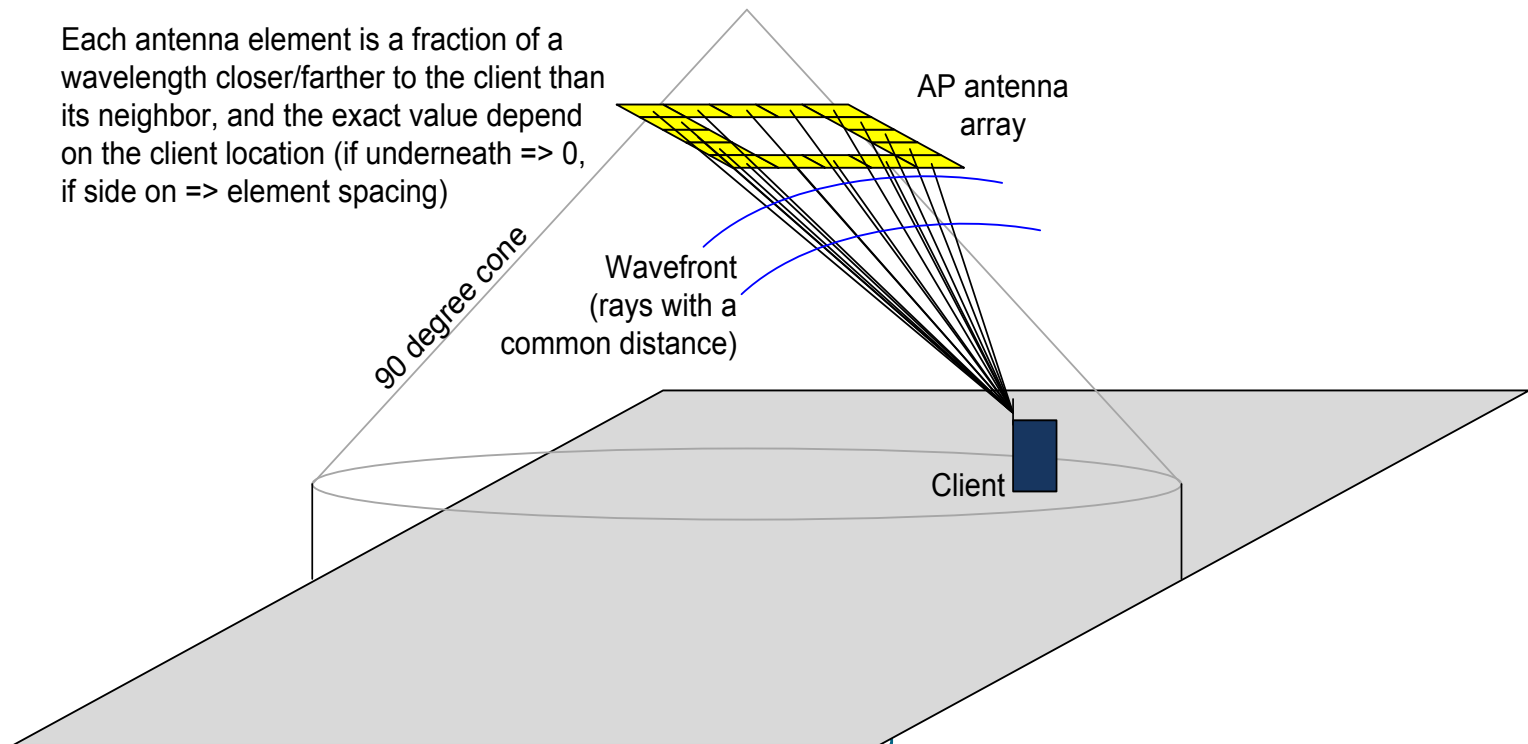 Each antenna element is a fraction of a
wavelength closer/farther to the client than
its neighbor, and the exact value depend
on the client location (if underneath => 0,
if side on => element spacing)
AP antenna
array
90 degree cone
Wavefront
(rays with a
common distance)
Client